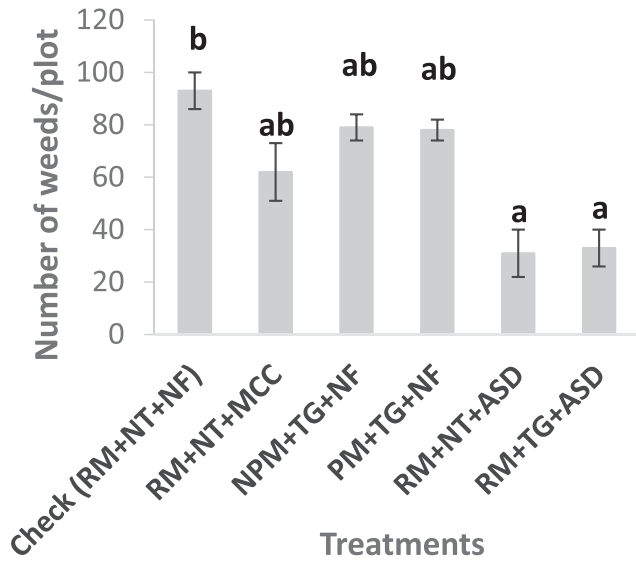 Number of weeds/plot
120
100
80
60
40
20
0
b
ab
ab
ab
a
a
Check (RM+NT+NF)
RM+NT+MCC
NPM+TG+NF
PM+TG+NF
RM+NT+ASD
RM+TG+ASD
Treatments